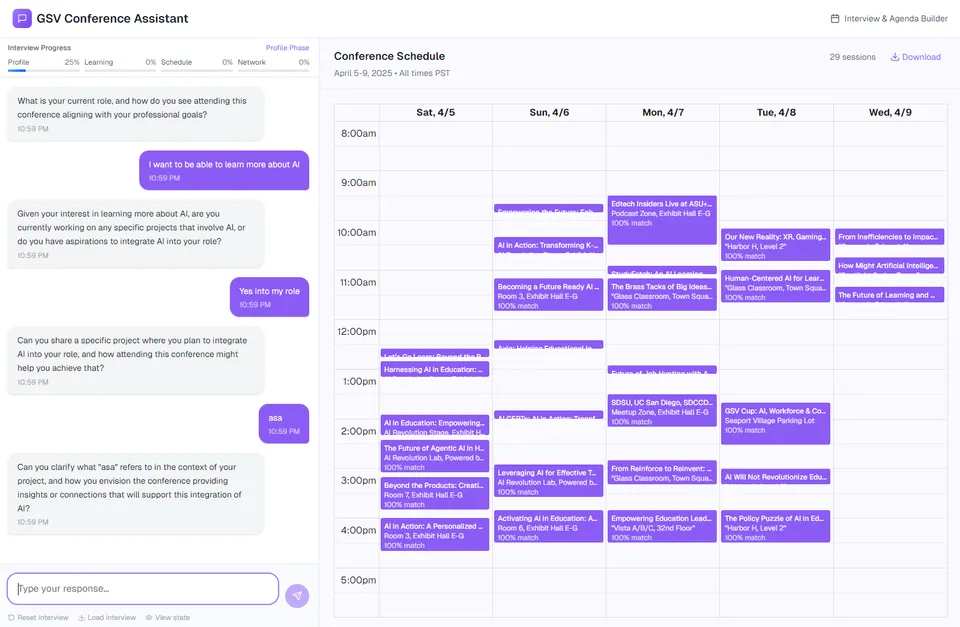 GSV Conference Assistant
Interview & Agenda Builder
Interview Progress
Profile Phase
Profile 25% Learning 0% Schedule 0% Network 0%
What is your current role, and how do you see attending this
conference aligning with your professional goals?
10:59 PM
I want to be able to learn more about AI
10:59 PM
Given your interest in learning more about AI, are you
currently working on any specific projects that involve AI, or
do you have aspirations to integrate AI into your role?
10:59 PM
Yes into my role
10:59 PM
Can you share a specific project where you plan to integrate
AI into your role, and how attending this conference might
help you achieve that?
10:59 PM
asa
10:59 PM
Can you clarify what "asa" refers to in the context of your
project, and how you envision the conference providing
insights or connections that will support this integration of
AI?
10:59 PM
Type your response...
Reset Interview Load Interview View state
Conference Schedule
April 5-9, 2025 • All times PST
29 sessions Download
Sat, 4/5 Sun, 4/6 Mon, 4/7 Tue, 4/8 Wed, 4/9
8:00am
9:00am
10:00am
11:00am
12:00pm
1:00pm
2:00pm
3:00pm
4:00pm
5:00pm
Harnessing AI in Education: ...
AI in Education: Empowering...
AI Revolution Stage, Exhibit H...
The Future of Agentic AI in H...
AI Revolution Lab, Powered b...
100% match
Beyond the Products: Creati...
Room 7, Exhibit Hall E-G
100% match
AI in Action: A Personalized ...
Room 3, Exhibit Hall E-G
100% match
Empowering the Future:
AI in Action: Transforming K-...
Becoming a Future Ready AI ...
Room 3, Exhibit Hall E-G
100% match
Leveraging AI for Effective T...
AI Revolution Lab, Powered b...
100% match
Activating AI in Education: A...
Room 6, Exhibit Hall E-G
100% match
Edtech Insiders Live at ASU+...
Podcast Zone, Exhibit Hall E-G
100% match
The Brass Tacks of Big Ideas...
"Glass Classroom, Town Squa...
100% match
Future of Job Hunting with
SDSU, UC San Diego, SDCCD...
Meetup Zone, Exhibit Hall E-G
100% match
From Reinforce to Reinvent: ...
"Glass Classroom, Town Squa...
Empowering Education Lead...
"Vista A/B/C, 32nd Floor"
100% match
Our New Reality: XR, Gaming...
"Harbor H, Level 2"
100% match
Human-Centered AI for Lear...
"Glass Classroom, Town Squa...
100% match
GSV Cup: AI, Workforce & Co...
Seaport Village Parking Lot
100% match
AI Will Not Revolutionize Edu...
The Policy Puzzle of AI in Ed...
"Harbor H, Level 2"
100% match
From Inefficiencies to Impac...
How Might Artificial Intellige...
The Future of Learning and ...